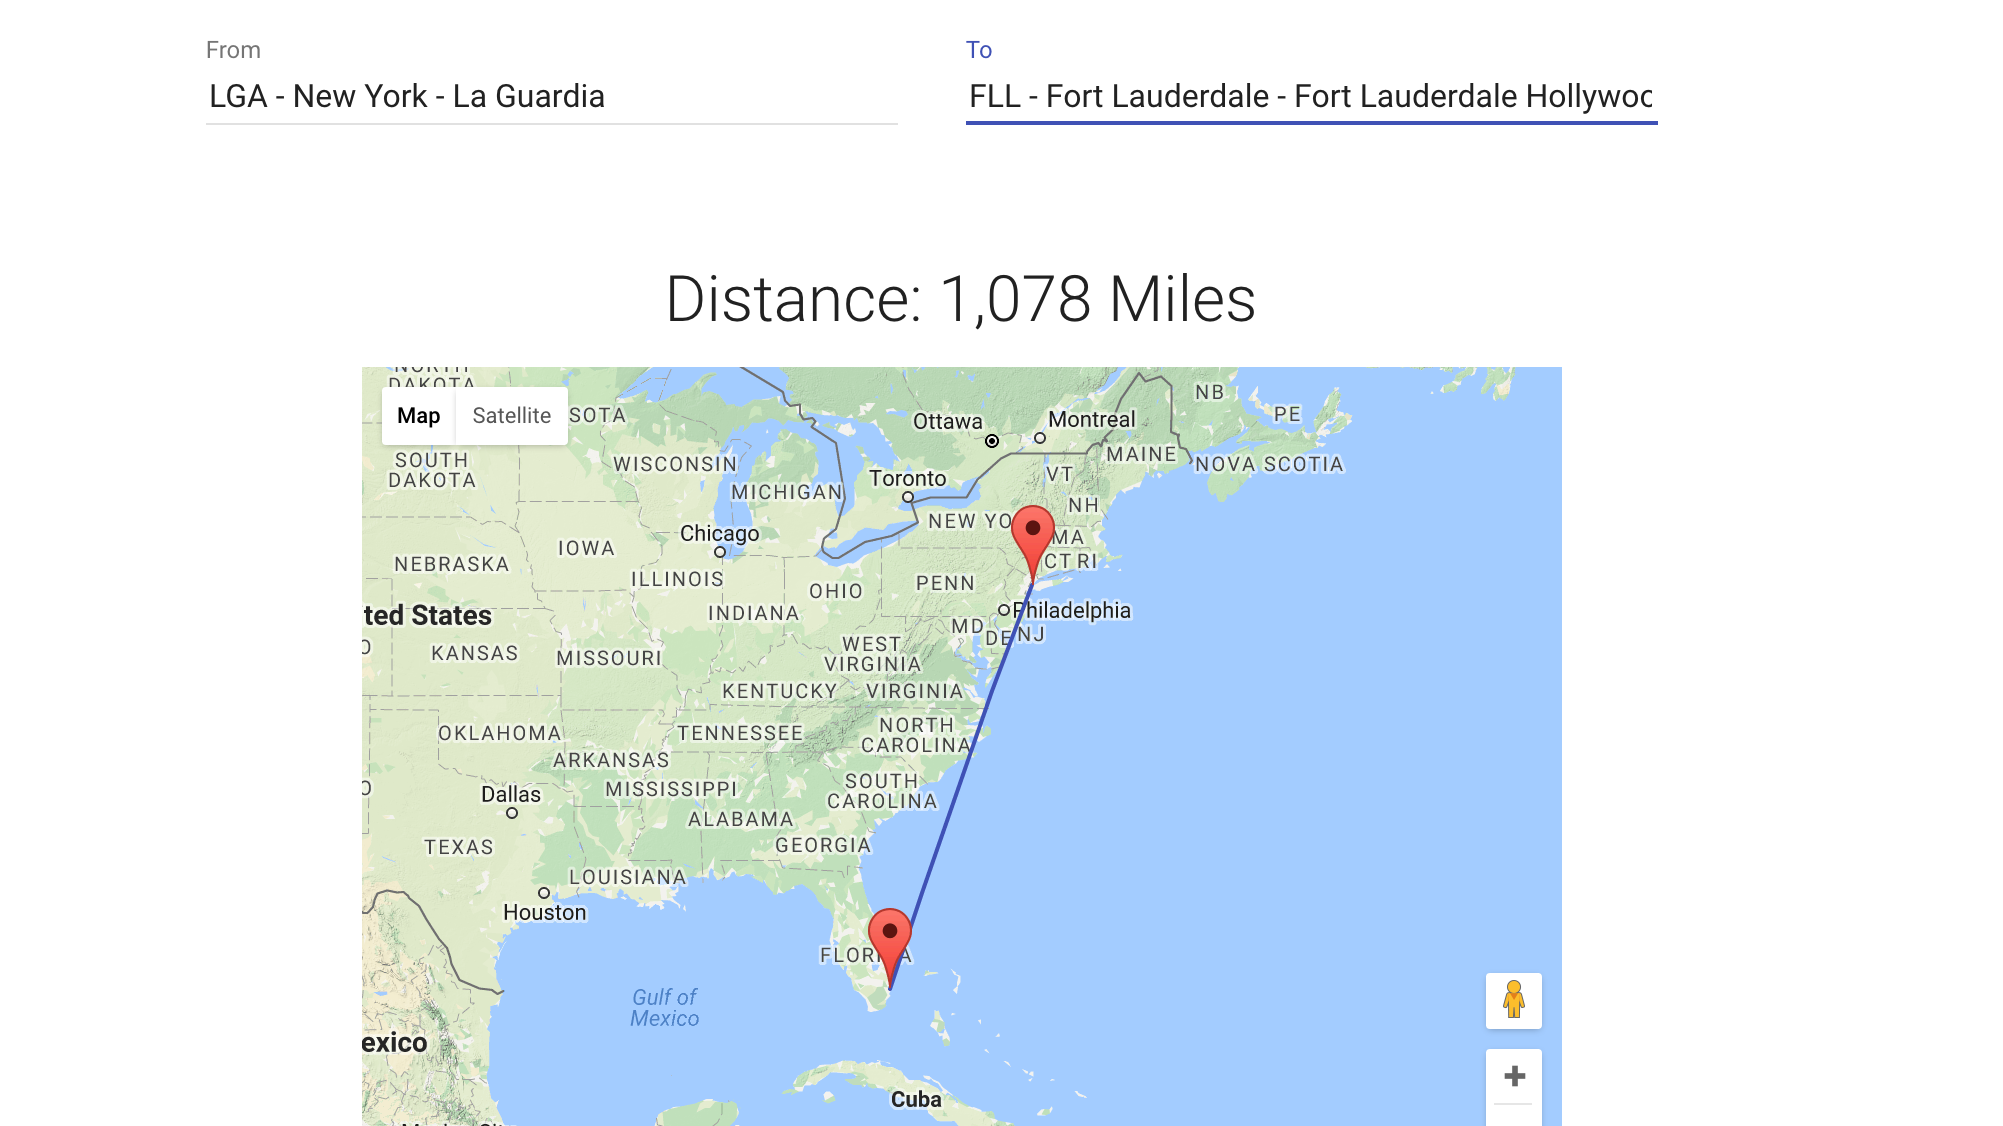 From
To
LGA - New York - La Guardia
FLL - Fort Lauderdale - Fort Lauderdale Hollywoo
Distance: 1,078 Miles
NORTH
DAKOTA
Map
Satellite
SOTA
SOUTH
DAKOTA
WISCONSIN
MICHIGAN
Ottawa
Montreal
NB
PE
MAINE
NOVA SCOTIA
Toronto
VT
NH
NEW YO
MA
CT RI
Chicago
IOWA
NEBRASKA
ILLINOIS
OHIO
PENN
INDIANA
ted States
Philadelphia
MD
DE
NJ
KANSAS
MISSOURI
WEST
VIRGINIA
KENTUCKY
VIRGINIA
OKLAHOMA
TENNESSEE
NORTH
CAROLINA
ARKANSAS
MISSISSIPPI
SOUTH
CAROLINA
Dallas
ALABAMA
TEXAS
GEORGIA
LOUISIANA
Houston
FLORIDA
Gulf of
Mexico
exico
Cuba